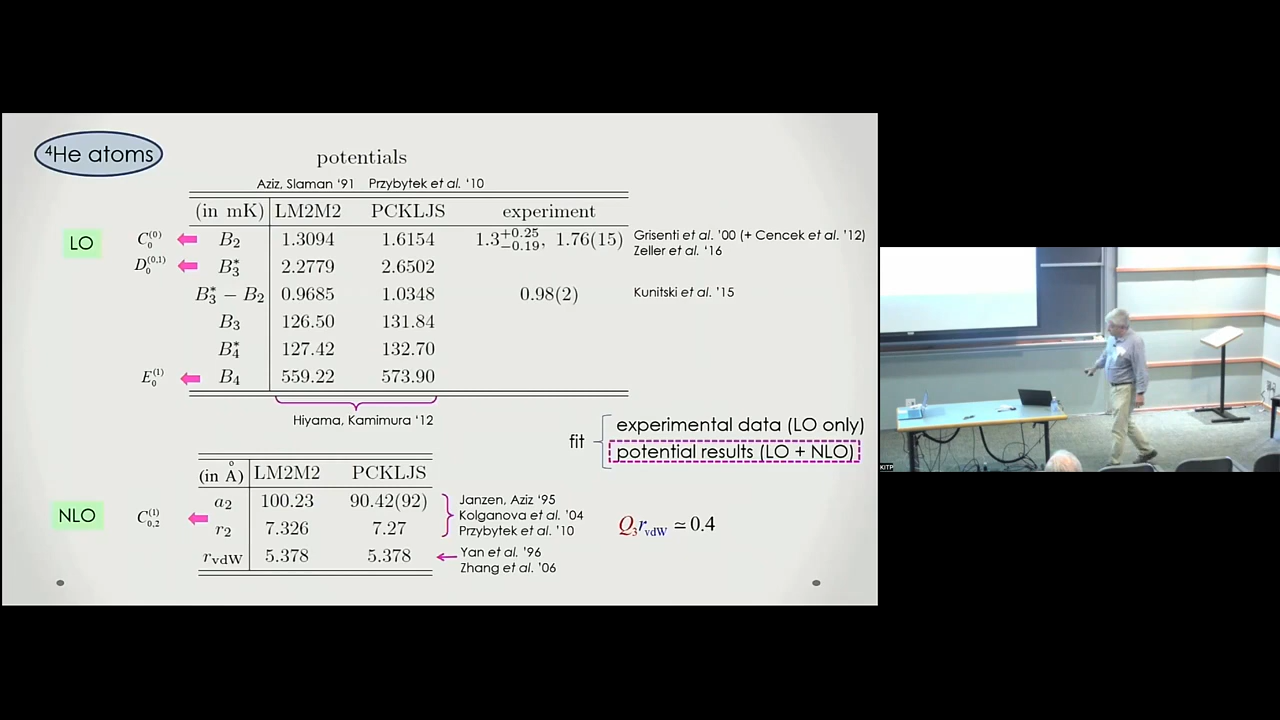 ⁴He atoms
potentials
Aziz, Slaman ‘91 Przybytek et al. ‘10
(in mK) LM2M2 PCKLJS experiment
LO C₀⁽⁰⁾ B₂ 1.3094 1.6154 1.3⁺⁰·²⁵₋₀.₁₉, 1.76(15) Grisenti et al. ’00 (+ Cencek et al. ’12)
Zeller et al. ‘16
D₀⁽⁰,¹⁾ B₃* 2.2779 2.6502
B₃* − B₂ 0.9685 1.0348 0.98(2) Kunitski et al. ’15
B₃ 126.50 131.84
B₄* 127.42 132.70
E₀⁽¹⁾ B₄ 559.22 573.90
Hiyama, Kamimura ‘12
fit
experimental data (LO only)
potential results (LO + NLO)
(in Å) LM2M2 PCKLJS
NLO C₀,₂⁽¹⁾
a₂ 100.23 90.42(92)
r₂ 7.326 7.27
r_vdW 5.378 5.378
Janzen, Aziz ‘95
Kolganova et al. ‘04
Przybytek et al. ‘10
Yan et al. ‘96
Zhang et al. ‘06
Q₃r_vdW ≃ 0.4
KITP